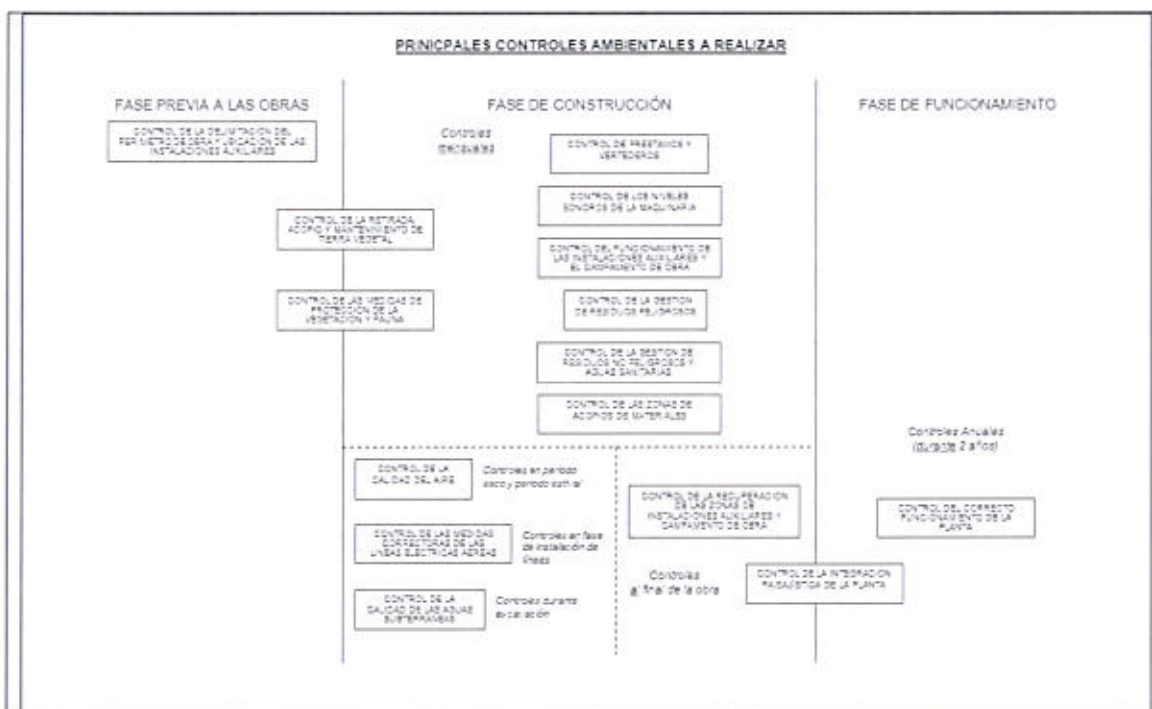 PRINICPALES CONTROLES AMBIENTALES A REALIZAR
FASE PREVIA A LAS OBRAS
CONTROL DE LA DELIMITACIÓN DEL
PERIMETRO DE OBRA Y UBICACIÓN DE LAS
INSTALACIONES AUXILIARES
CONTROL DE LA RETIRADA,
ACOPIO Y MANTENIMIENTO DE
TIERRA VEGETAL
CONTROL DE LAS MEDIDAS DE
PROTECCIÓN DE LA
VEGETACIÓN Y FAUNA
FASE DE CONSTRUCCIÓN
Controles
mensuales
CONTROL DE PRÉSTAMOS Y
VERTEDEROS
CONTROL DE LOS NIVELES
SONOROS DE LA MAQUINARIA
CONTROL DEL FUNCIONAMIENTO DE
LAS INSTALACIONES AUXILIARES Y
EL CAMPAMENTO DE OBRA
CONTROL DE LA GESTIÓN
DE RESIDUOS PELIGROSOS
CONTROL DE LA GESTIÓN DE
RESIDUOS NO PELIGROSOS Y
AGUAS SANITARIAS
CONTROL DE LAS ZONAS DE
ACOPIOS DE MATERIALES
CONTROL DE LA
CALIDAD DEL AIRE
Controles en periodo
seco y periodo estival
CONTROL DE LAS MEDIDAS
CORRECTORAS DE LAS
LÍNEAS ELÉCTRICAS AÉREAS
Controles en fase
de instalación de
líneas
CONTROL DE LA
CALIDAD DE LAS AGUAS
SUBTERRÁNEAS
Controles durante
excavación
CONTROL DE LA RECUPERACIÓN
DE LAS ZONAS DE
INSTALACIONES AUXILIARES Y
CAMPAMENTO DE OBRA
Controles
al final de la obra
CONTROL DE LA INTEGRACIÓN
PAISAJÍSTICA DE LA PLANTA
FASE DE FUNCIONAMIENTO
Controles Anuales
(durante 2 años)
CONTROL DEL CORRECTO
FUNCIONAMIENTO DE LA
PLANTA